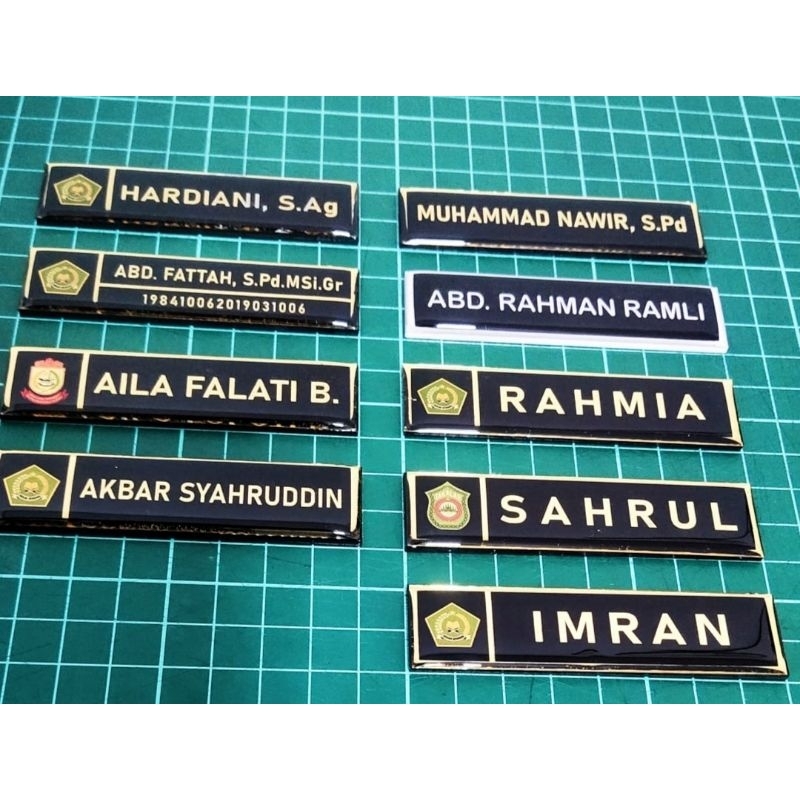 HARDIANI, S.Ag
ABD. FATTAH, S.Pd.MSi.Gr
198410062019031006
AILA FALATI B.
AKBAR SYAHRUDDIN
MUHAMMAD NAWIR, S.Pd
ABD. RAHMAN RAMLI
RAHMIA
SAHRUL
IMRAN